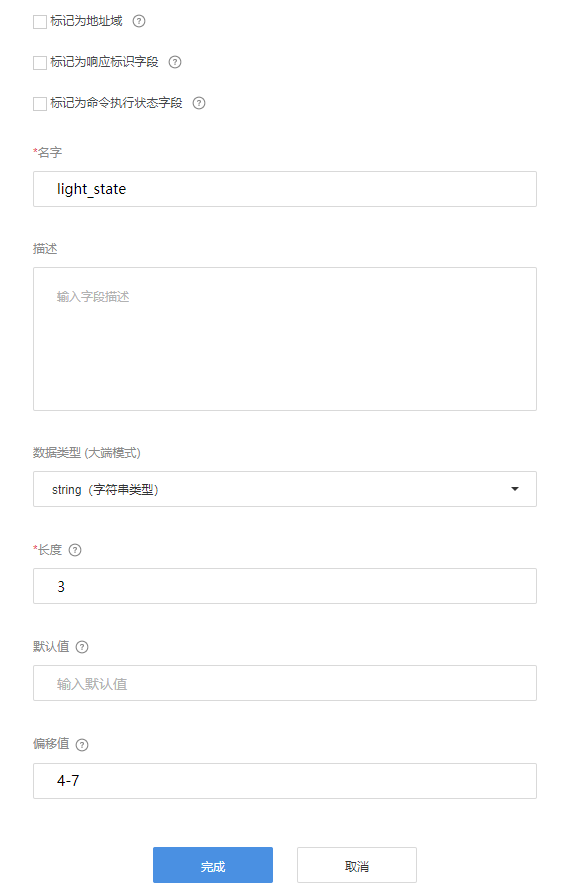 标记为地址域
标记为响应标识字段
标记为命令执行状态字段
*名字
light_state
描述
输入字段描述
数据类型 (大端模式)
string（字符串类型）
*长度
3
默认值
输入默认值
偏移值
4-7
完成
取消